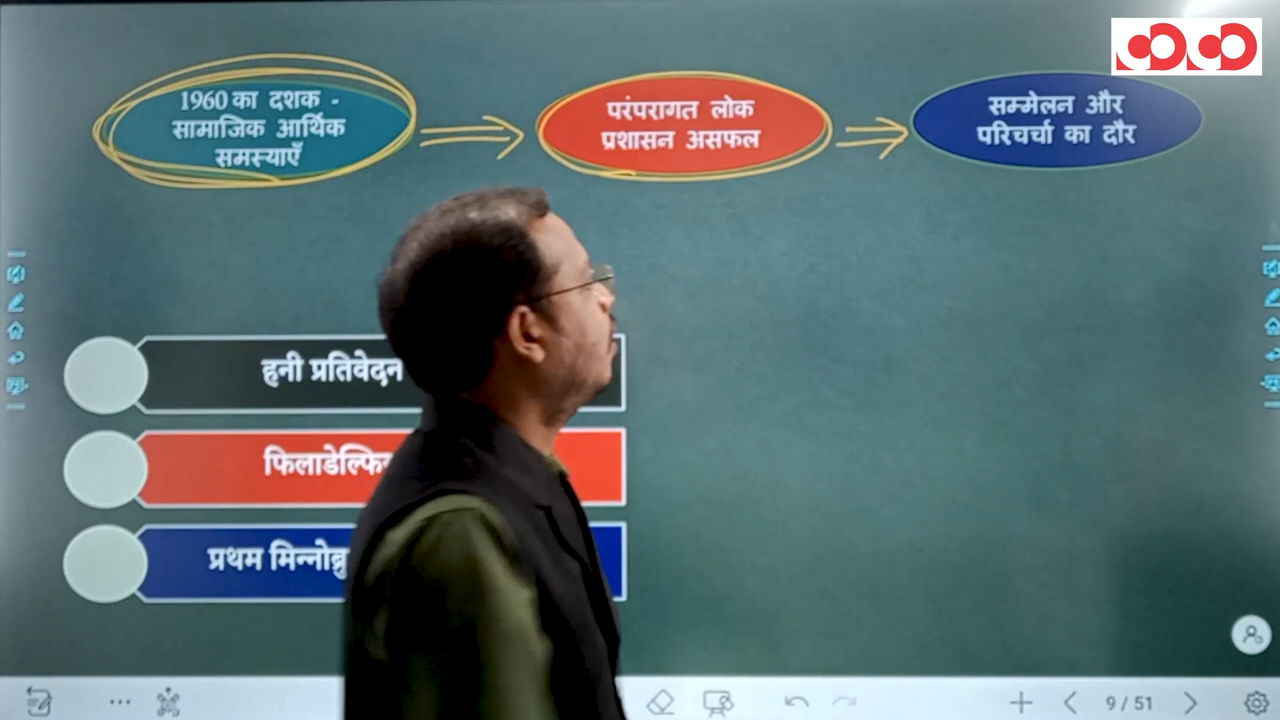 1960 का दशक -
सामाजिक आर्थिक
समस्याएँ
परंपरागत लोक
प्रशासन असफल
सम्मेलन और
परिचर्चा का दौर
हनी प्रतिवेदन
प्रथम
9 / 51